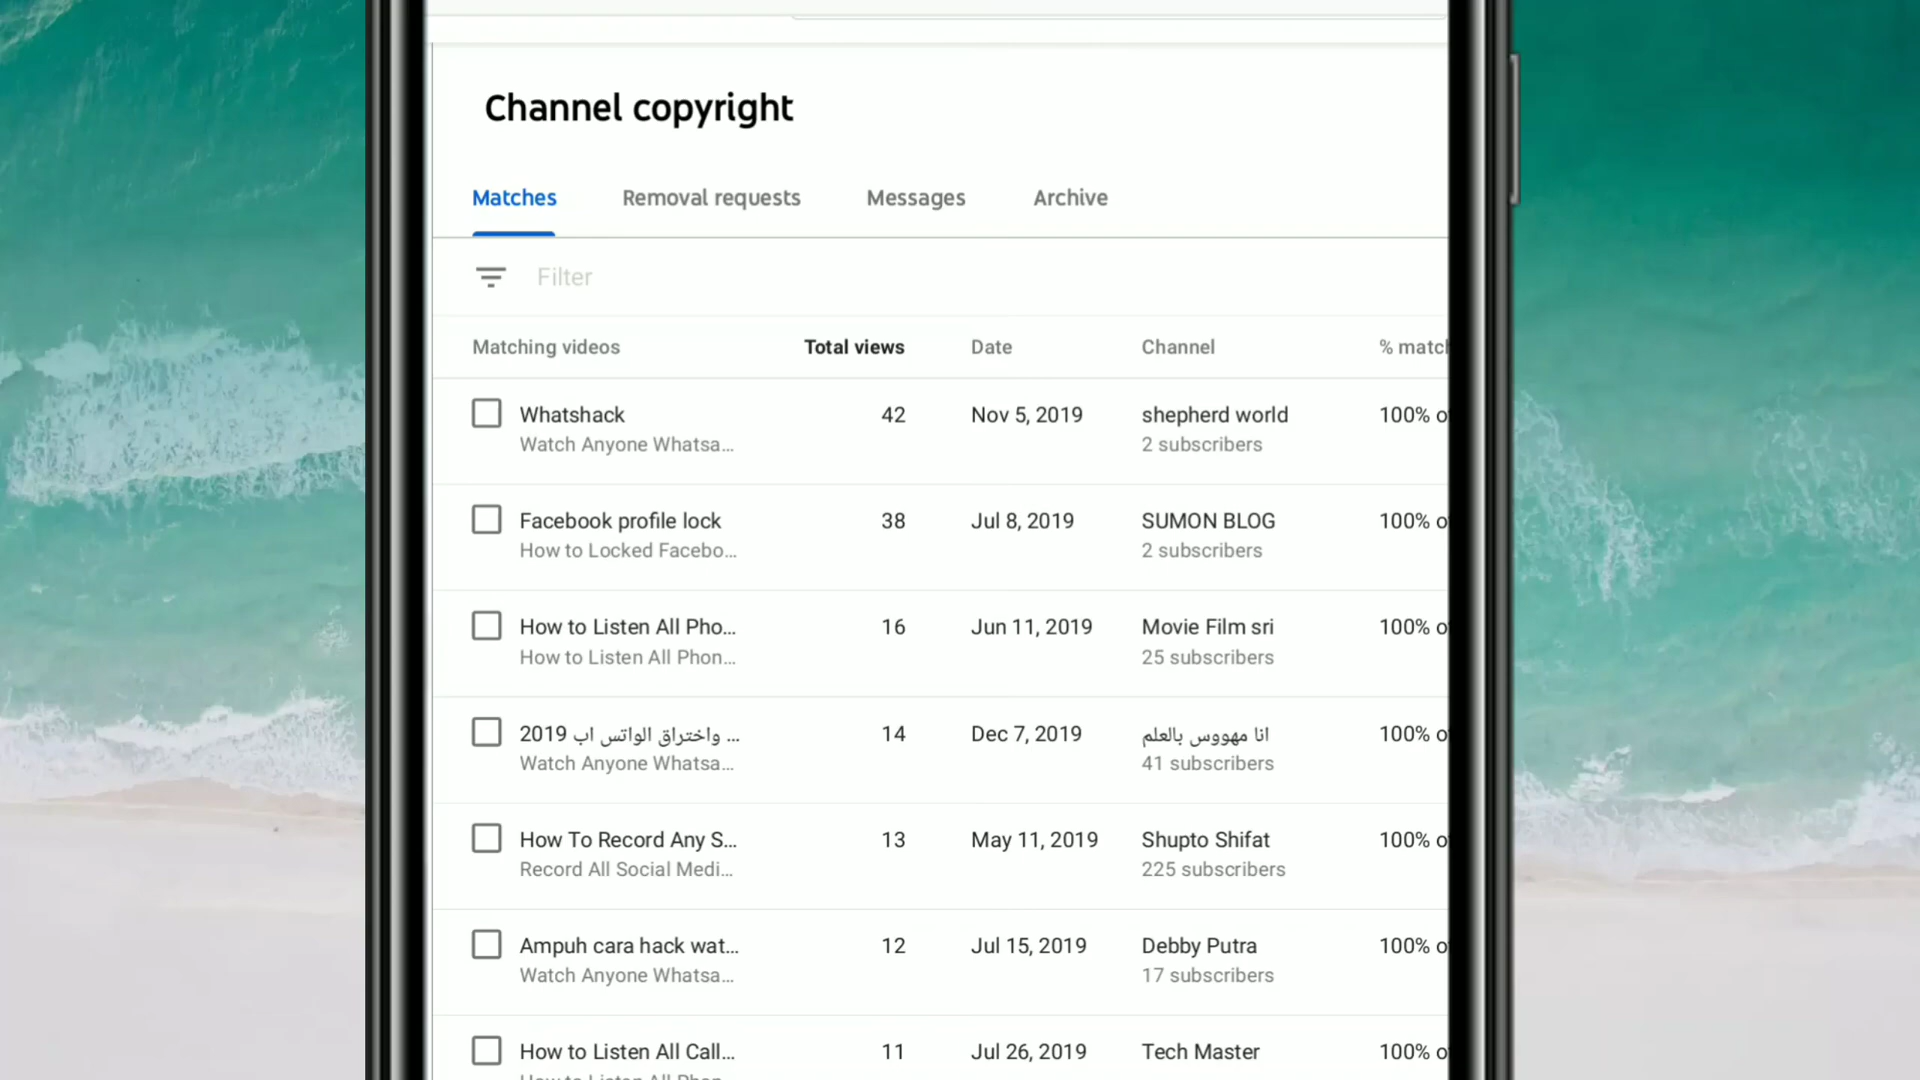 Channel copyright
Matches Removal requests Messages Archive
Filter
Matching videos Total views Date Channel % match
Whatshack 42 Nov 5, 2019 shepherd world 100% o
Watch Anyone Whatsa... 2 subscribers
Facebook profile lock 38 Jul 8, 2019 SUMON BLOG 100% o
How to Locked Facebo... 2 subscribers
How to Listen All Pho... 16 Jun 11, 2019 Movie Film sri 100% o
How to Listen All Phon... 25 subscribers
2019 واختراق الواتس اب ... 14 Dec 7, 2019 انا مهووس بالعلم 100% o
Watch Anyone Whatsa... 41 subscribers
How To Record Any S... 13 May 11, 2019 Shupto Shifat 100% o
Record All Social Medi... 225 subscribers
Ampuh cara hack wat... 12 Jul 15, 2019 Debby Putra 100% o
Watch Anyone Whatsa... 17 subscribers
How to Listen All Call... 11 Jul 26, 2019 Tech Master 100% o